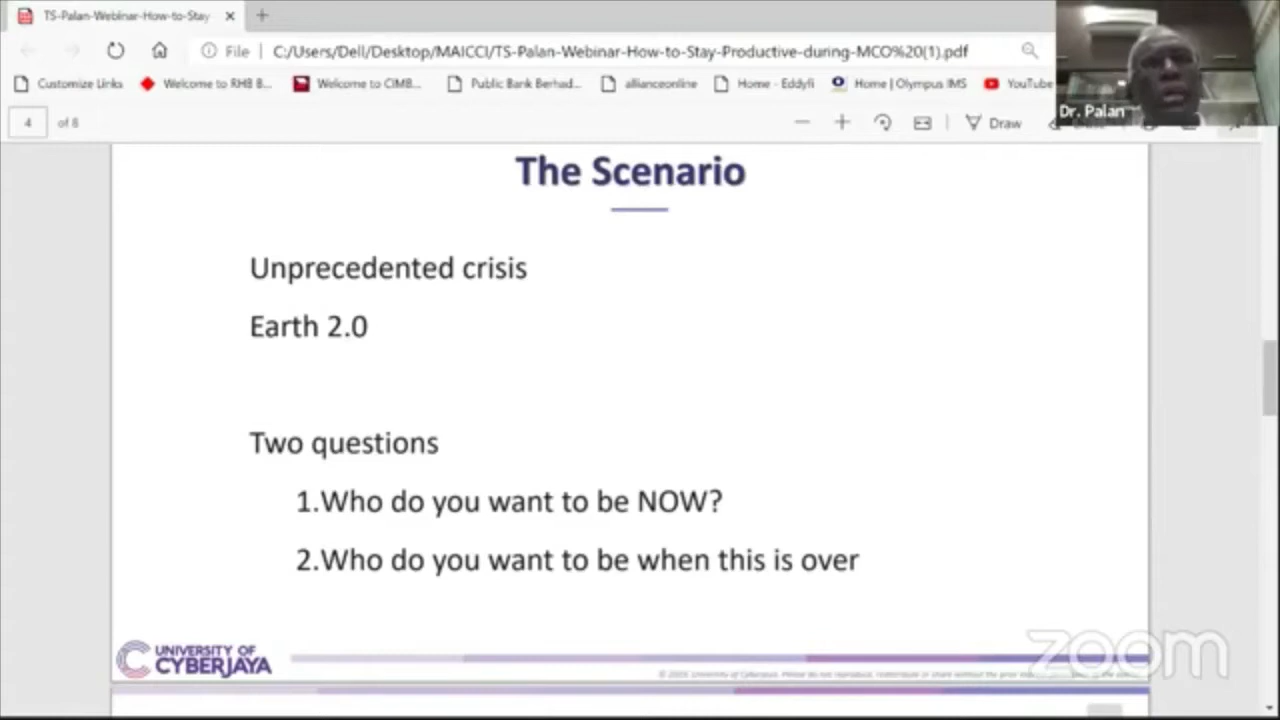 TS-Palan-Webinar-How-to-Stay
File C:/Users/Dell/Desktop/MAICCI/TS-Palan-Webinar-How-to-Stay-Productive-during-MCO%20(1).pdf
Customize Links Welcome to RHB B... Welcome to CIMB... Public Bank Berhad... allianceonline Home - Eddyfi Home | Olympus IMS YouTube
Dr. Palan
4 of 8 Draw
The Scenario
Unprecedented crisis
Earth 2.0
Two questions
1.Who do you want to be NOW?
2.Who do you want to be when this is over
UNIVERSITY OF
CYBERJAYA
zoom